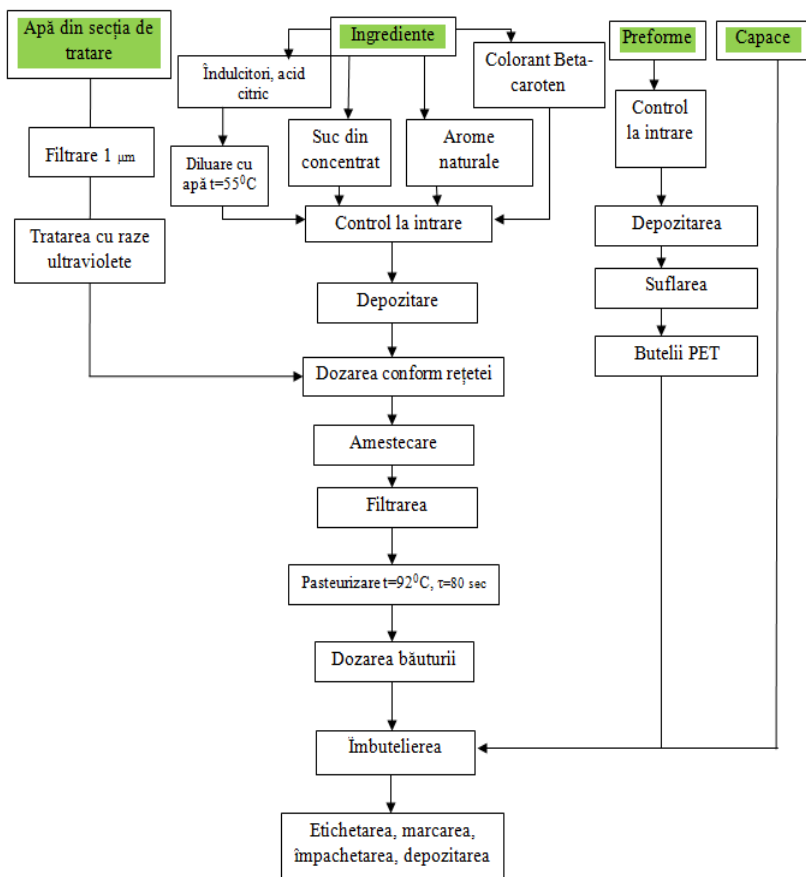 Apă din secția de
tratare
Ingrediente
Preforme
Capace
Îndulcitori, acid
citric
Colorant Beta-
caroten
Filtrare 1 μm
Diluare cu
apă t=55⁰C
Suc din
concentrat
Arome
naturale
Control
la intrare
Tratarea cu raze
ultraviolete
Control la intrare
Depozitarea
Depozitare
Suflarea
Dozarea conform rețetei
Butelii PET
Amestecare
Filtrarea
Pasteurizare t=92⁰C, τ=80 sec
Dozarea băuturii
Îmbutelierea
Etichetarea, marcarea,
împachetarea, depozitarea